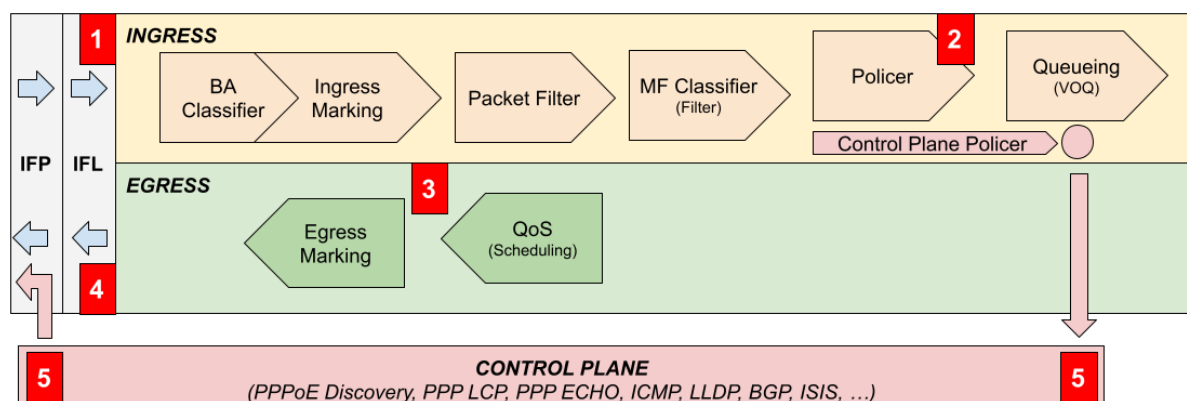 1
INGRESS
2
BA
Classifier
Ingress
Marking
Packet Filter
MF Classifier
(Filter)
Policer
Queueing
(VOQ)
Control Plane Policer
IFP
IFL
EGRESS
3
Egress
Marking
QoS
(Scheduling)
4
5
CONTROL PLANE
(PPPoE Discovery, PPP LCP, PPP ECHO, ICMP, LLDP, BGP, ISIS, …)
5